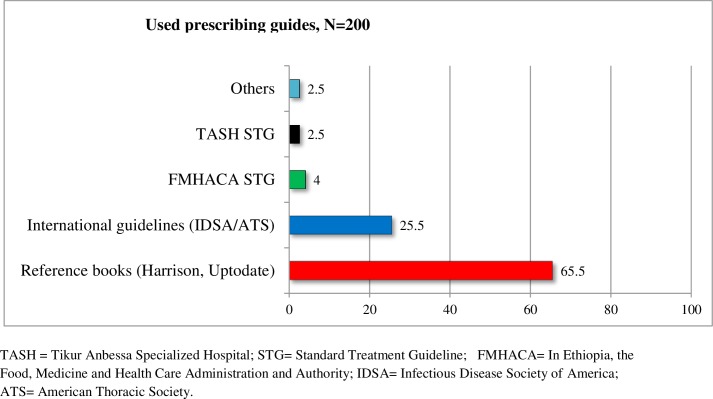 Used prescribing guides, N=200
Others 2.5
TASH STG 2.5
FMHACA STG 4
International guidelines (IDSA/ATS) 25.5
Reference books (Harrison, Uptodate) 65.5
0 20 40 60 80 100
TASH = Tikur Anbessa Specialized Hospital; STG= Standard Treatment Guideline; FMHACA= In Ethiopia, the
Food, Medicine and Health Care Administration and Authority; IDSA= Infectious Disease Society of America;
ATS= American Thoracic Society.